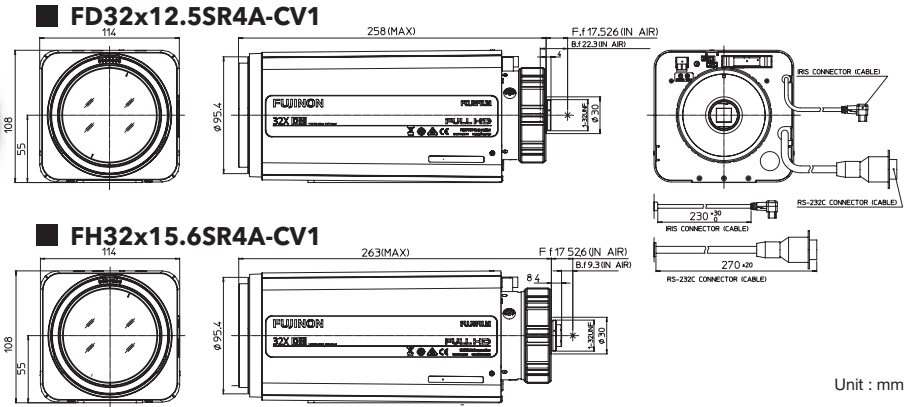 FD32x12.5SR4A-CV1
114
258(MAX)
F.f 17.526(IN AIR)
B.f 22.3(IN AIR)
4
108
55
ø95.4
FUJINON
FUJIFILM
32X
FULL HD
1-32UNF
ø30
IRIS CONNECTOR (CABLE)
RS-232C CONNECTOR (CABLE)
230 +30 0
IRIS CONNECTOR (CABLE)
270 ±20
RS-232C CONNECTOR (CABLE)
FH32x15.6SR4A-CV1
114
263(MAX)
F.f 17.526(IN AIR)
B.f 9.3(IN AIR)
8.4
108
55
ø95.4
FUJINON
FUJIFILM
32X
FULL HD
1-32UNF
ø30
Unit : mm